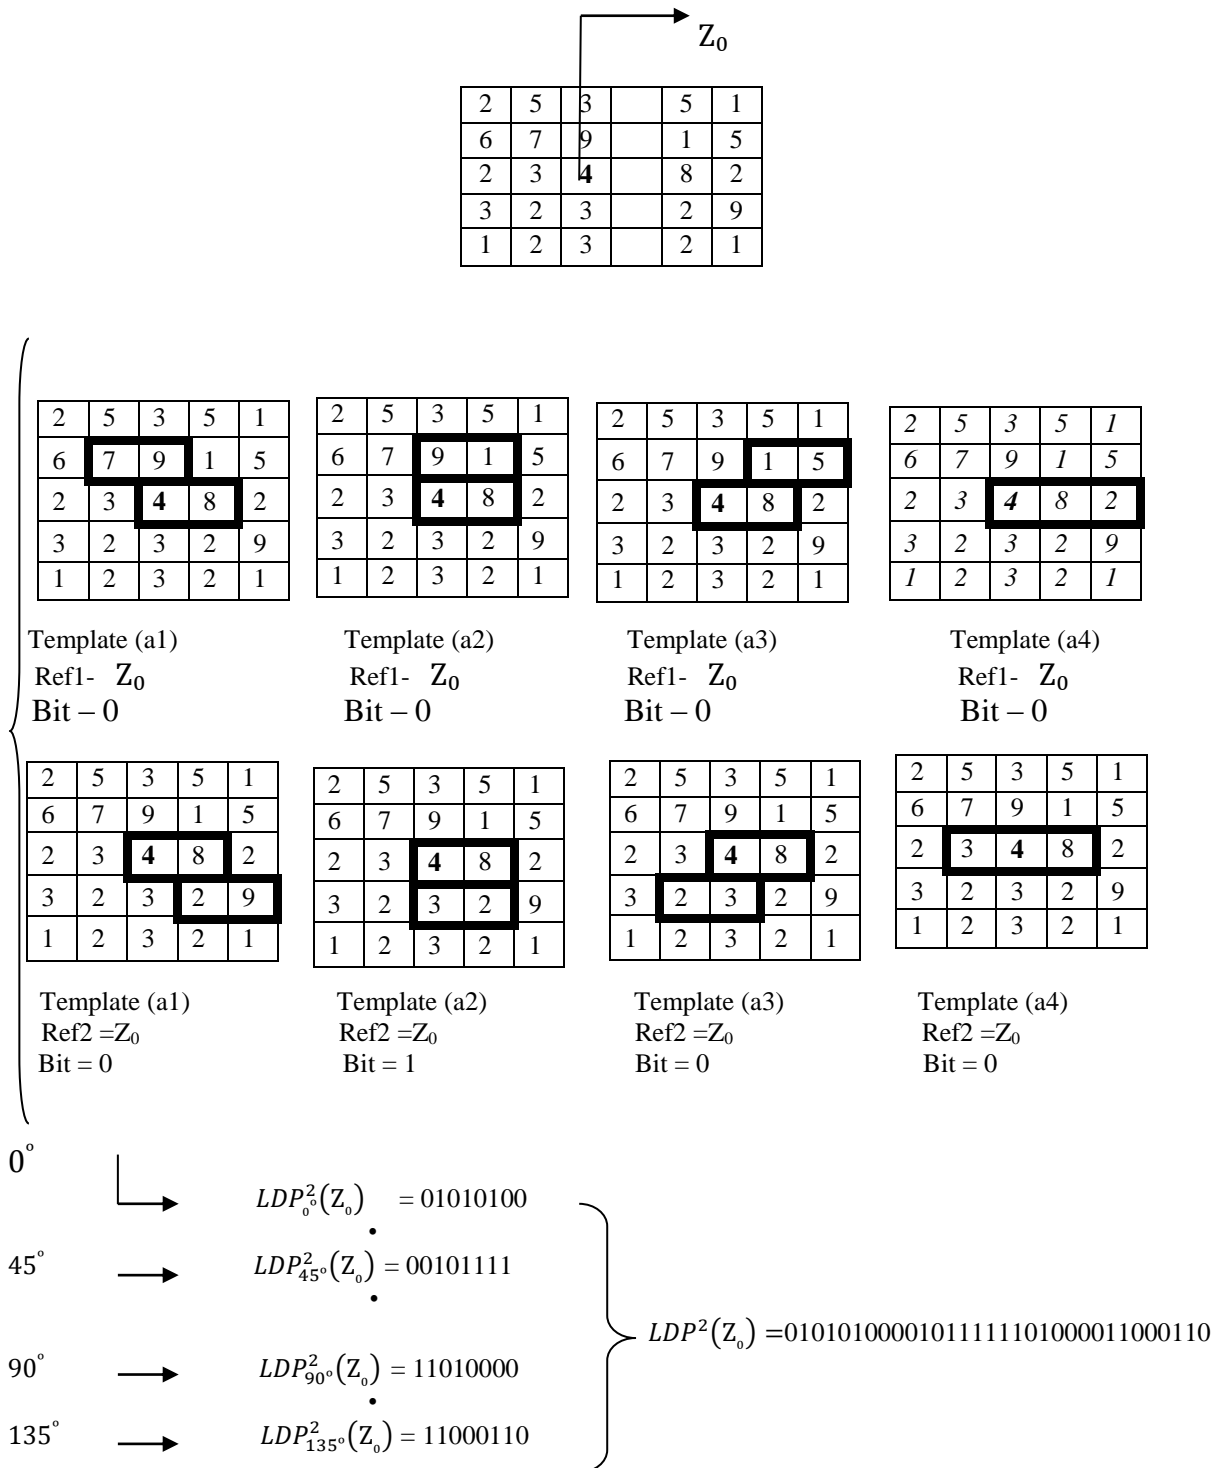 Z₀
2 5 3 5 1
6 7 9 1 5
2 3 4 8 2
3 2 3 2 9
1 2 3 2 1
2 5 3 5 1
6 7 9 1 5
2 3 4 8 2
3 2 3 2 9
1 2 3 2 1
2 5 3 5 1
6 7 9 1 5
2 3 4 8 2
3 2 3 2 9
1 2 3 2 1
2 5 3 5 1
6 7 9 1 5
2 3 4 8 2
3 2 3 2 9
1 2 3 2 1
2 5 3 5 1
6 7 9 1 5
2 3 4 8 2
3 2 3 2 9
1 2 3 2 1
Template (a1) Template (a2) Template (a3) Template (a4)
Ref1- Z₀ Ref1- Z₀ Ref1- Z₀ Ref1- Z₀
Bit – 0 Bit – 0 Bit – 0 Bit – 0
2 5 3 5 1
6 7 9 1 5
2 3 4 8 2
3 2 3 2 9
1 2 3 2 1
2 5 3 5 1
6 7 9 1 5
2 3 4 8 2
3 2 3 2 9
1 2 3 2 1
2 5 3 5 1
6 7 9 1 5
2 3 4 8 2
3 2 3 2 9
1 2 3 2 1
2 5 3 5 1
6 7 9 1 5
2 3 4 8 2
3 2 3 2 9
1 2 3 2 1
Template (a1) Template (a2) Template (a3) Template (a4)
Ref2 =Z₀ Ref2 =Z₀ Ref2 =Z₀ Ref2 =Z₀
Bit = 0 Bit = 1 Bit = 0 Bit = 0
0°
LDP²₀°(Z₀) = 01010100
45° LDP²₄₅°(Z₀) = 00101111
LDP²(Z₀) =01010100001011111101000011000110
90° LDP²₉₀°(Z₀) = 11010000
135° LDP²₁₃₅°(Z₀) = 11000110